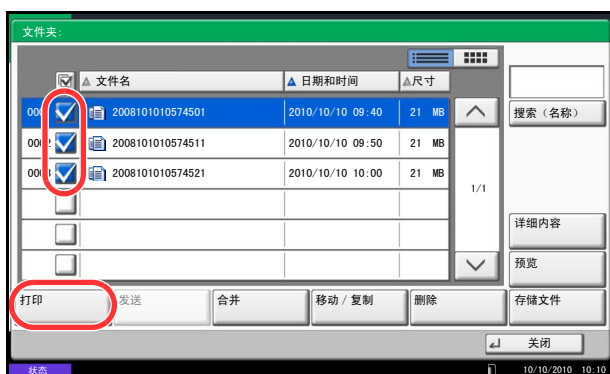 文件夹:
文件名 日期和时间 尺寸
2008101010574501 2010/10/10 09:40 21 MB 搜索（名称）
2008101010574511 2010/10/10 09:50 21 MB
2008101010574521 2010/10/10 10:00 21 MB
1/1
详细内容
预览
打印 发送 合并 移动 / 复制 删除 存储文件
关闭
状态 10/10/2010 10:10